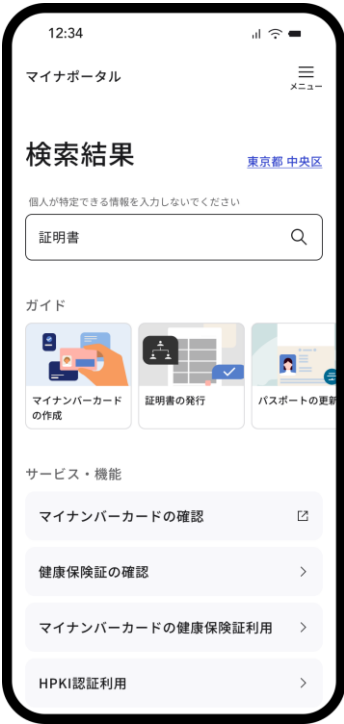 12:34
マイナポータル
メニュー
検索結果
東京都 中央区
個人が特定できる情報を入力しないでください
証明書
ガイド
マイナンバーカード
の作成
証明書の発行
パスポートの更新
サービス・機能
マイナンバーカードの確認
健康保険証の確認
マイナンバーカードの健康保険証利用
HPKI認証利用